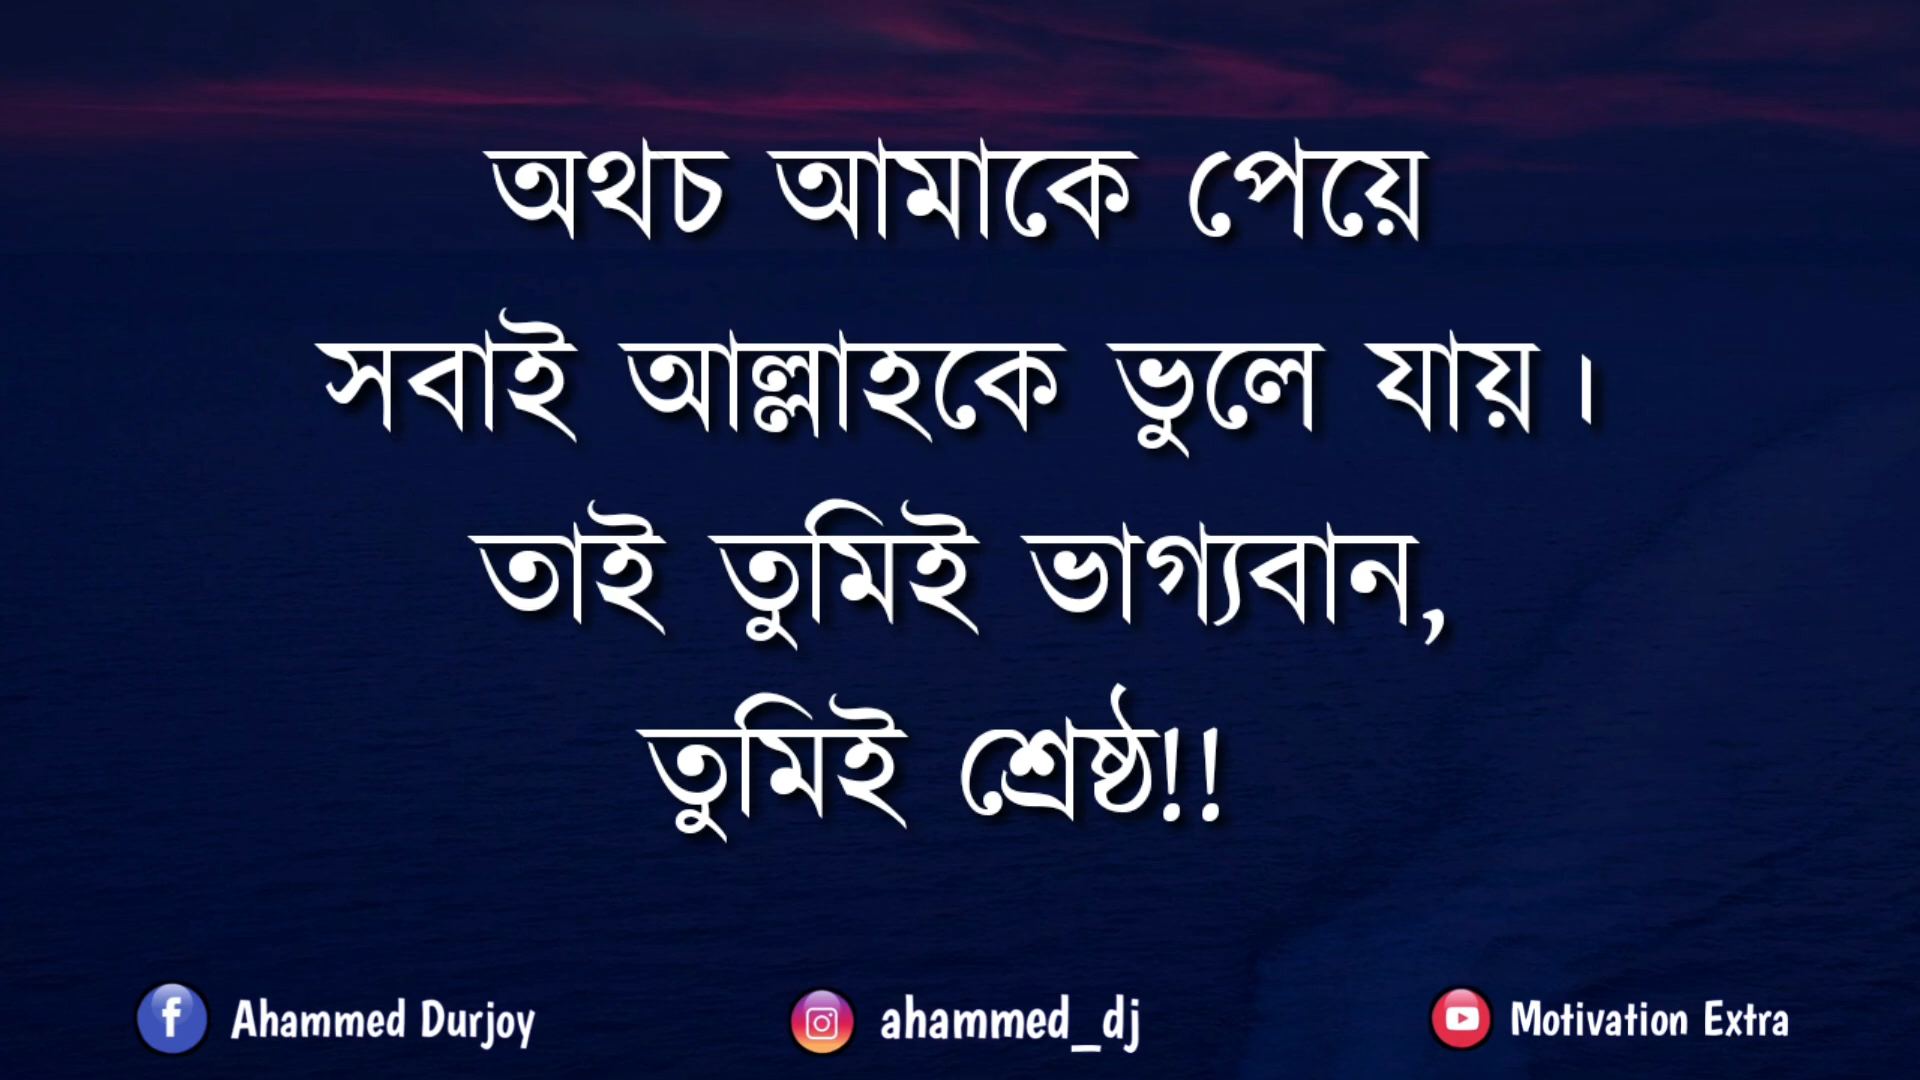 অথচ আমাকে পেয়ে
সবাই আল্লাহকে ভুলে যায়।
তাই তুমিই ভাগ্যবান,
তুমিই শ্রেষ্ঠ!!
Ahammed Durjoy
ahammed_dj
Motivation Extra